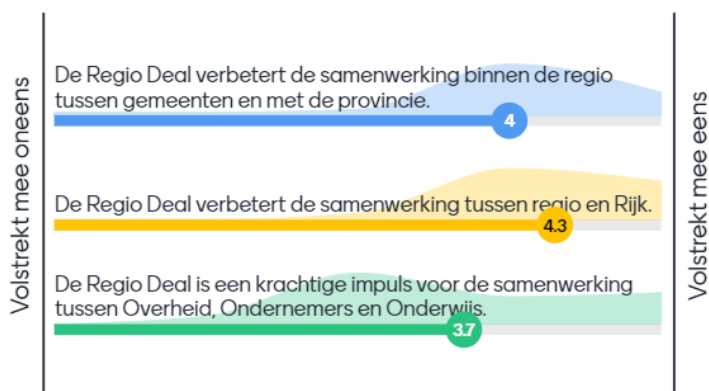 Volstrekt mee oneens
De Regio Deal verbetert de samenwerking binnen de regio
tussen gemeenten en met de provincie.
4
De Regio Deal verbetert de samenwerking tussen regio en Rijk.
4.3
De Regio Deal is een krachtige impuls voor de samenwerking
tussen Overheid, Ondernemers en Onderwijs.
3.7
Volstrekt mee eens